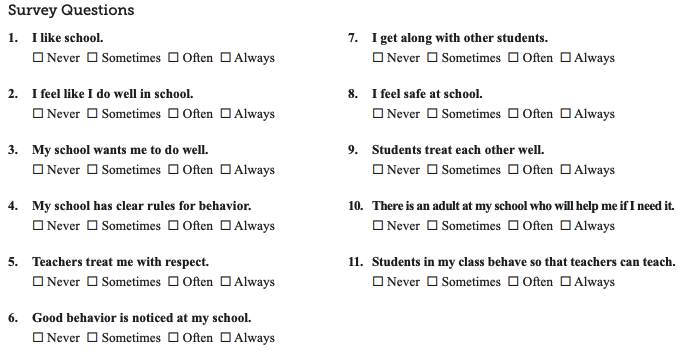 Survey Questions
1. I like school.
☐ Never ☐ Sometimes ☐ Often ☐ Always
2. I feel like I do well in school.
☐ Never ☐ Sometimes ☐ Often ☐ Always
3. My school wants me to do well.
☐ Never ☐ Sometimes ☐ Often ☐ Always
4. My school has clear rules for behavior.
☐ Never ☐ Sometimes ☐ Often ☐ Always
5. Teachers treat me with respect.
☐ Never ☐ Sometimes ☐ Often ☐ Always
6. Good behavior is noticed at my school.
☐ Never ☐ Sometimes ☐ Often ☐ Always
7. I get along with other students.
☐ Never ☐ Sometimes ☐ Often ☐ Always
8. I feel safe at school.
☐ Never ☐ Sometimes ☐ Often ☐ Always
9. Students treat each other well.
☐ Never ☐ Sometimes ☐ Often ☐ Always
10. There is an adult at my school who will help me if I need it.
☐ Never ☐ Sometimes ☐ Often ☐ Always
11. Students in my class behave so that teachers can teach.
☐ Never ☐ Sometimes ☐ Often ☐ Always